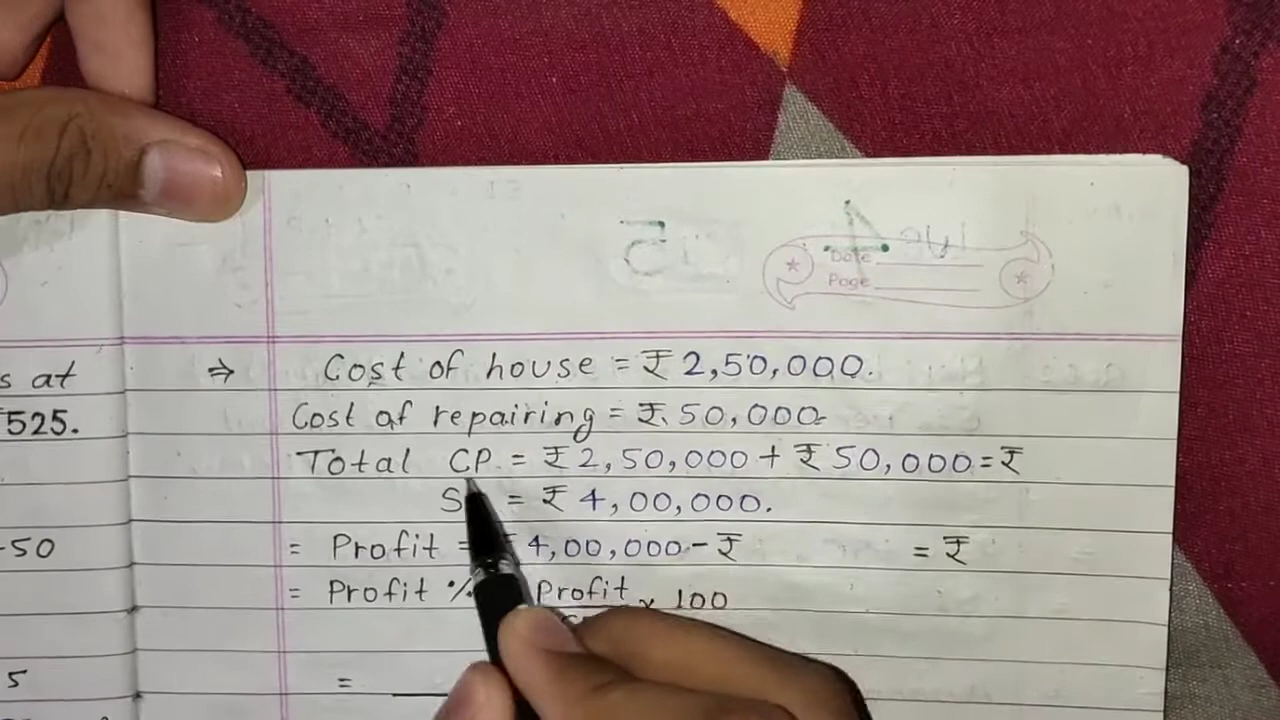 Date
Page
s at
⇒ Cost of house = ₹ 2,50,000.
525.
Cost of repairing = ₹. 50,000.
Total CP. = ₹ 2,50,000 + ₹ 50,000 = ₹
= ₹ 4,00,000.
-50
= Profit = 4,00,000 - ₹ = ₹
= Profit % Profit × 100
5
=